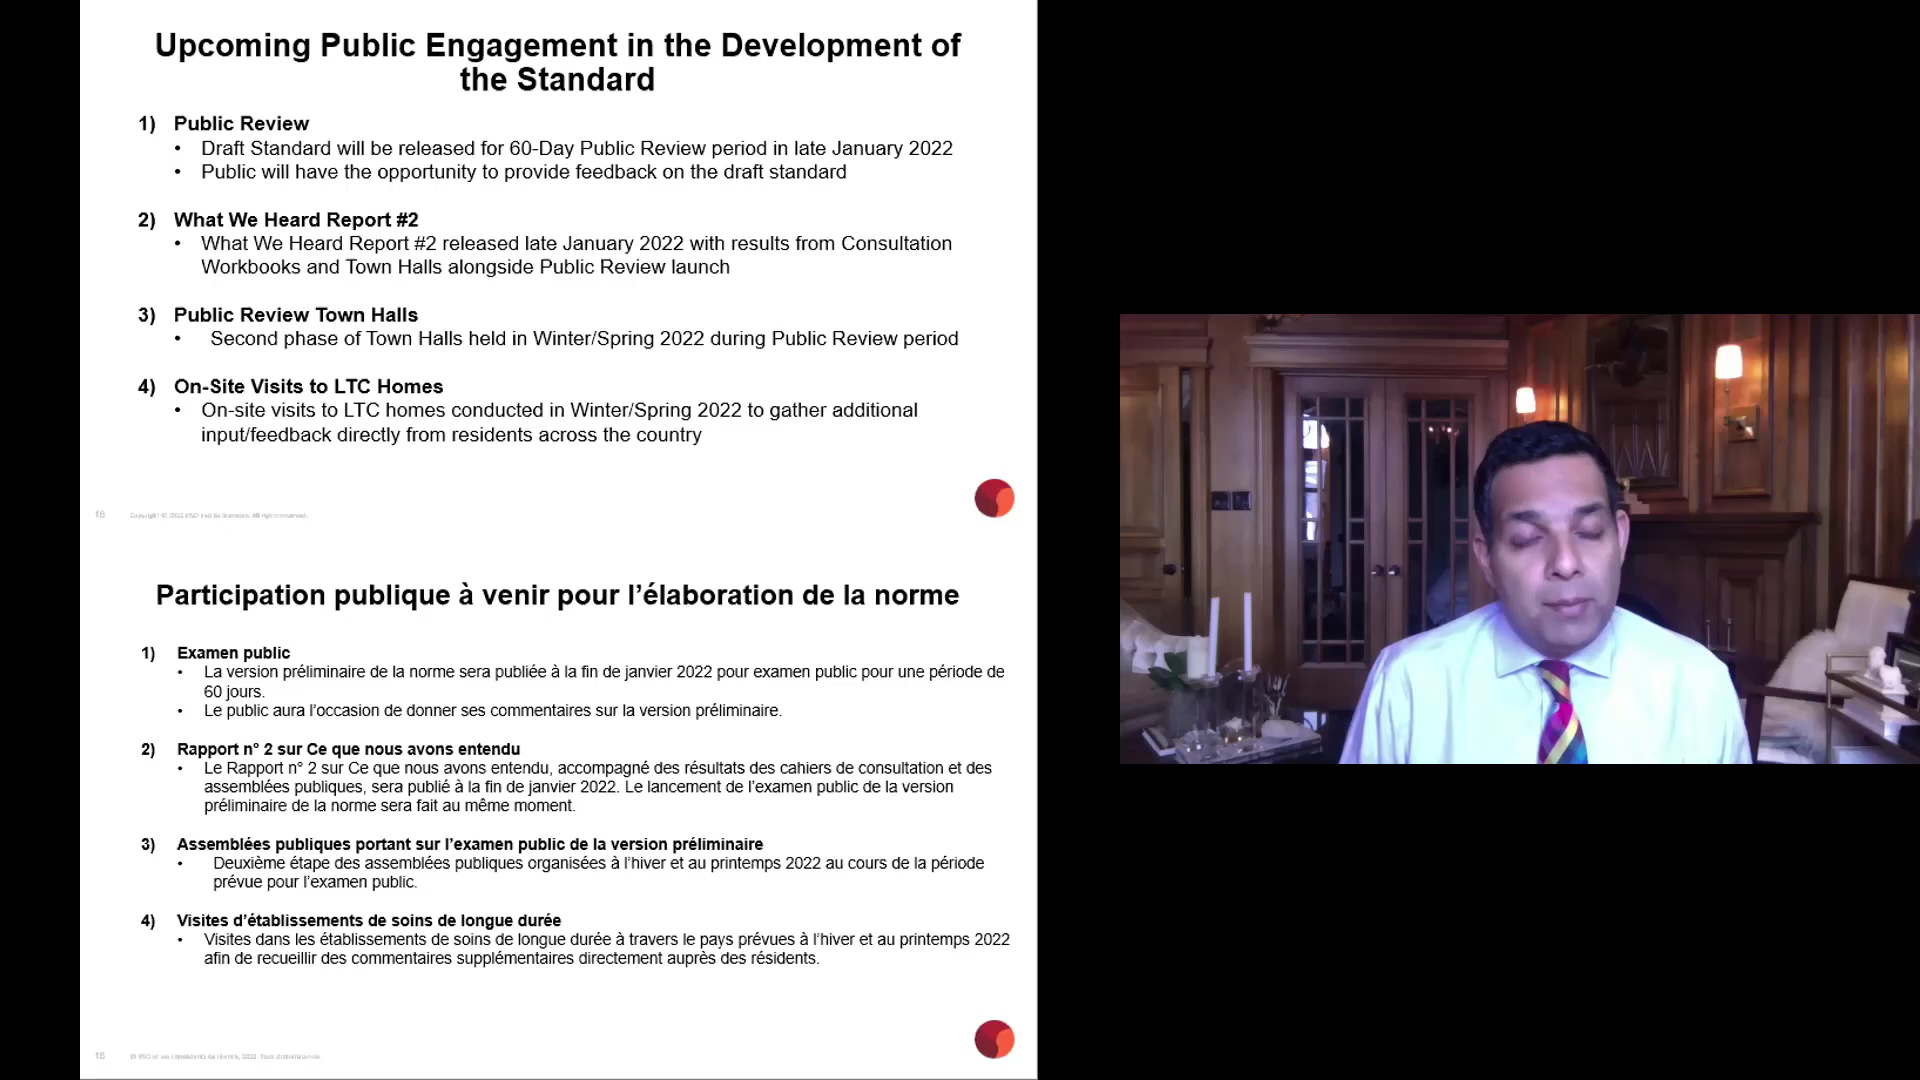 Upcoming Public Engagement in the Development of
the Standard
1) Public Review
• Draft Standard will be released for 60-Day Public Review period in late January 2022
• Public will have the opportunity to provide feedback on the draft standard
2) What We Heard Report #2
• What We Heard Report #2 released late January 2022 with results from Consultation
Workbooks and Town Halls alongside Public Review launch
3) Public Review Town Halls
• Second phase of Town Halls held in Winter/Spring 2022 during Public Review period
4) On-Site Visits to LTC Homes
• On-site visits to LTC homes conducted in Winter/Spring 2022 to gather additional
input/feedback directly from residents across the country
16 Copyright © 2022 HSO and its licensors. All rights reserved.
Participation publique à venir pour l’élaboration de la norme
1) Examen public
• La version préliminaire de la norme sera publiée à la fin de janvier 2022 pour examen public pour une période de
60 jours.
• Le public aura l’occasion de donner ses commentaires sur la version préliminaire.
2) Rapport n° 2 sur Ce que nous avons entendu
• Le Rapport n° 2 sur Ce que nous avons entendu, accompagné des résultats des cahiers de consultation et des
assemblées publiques, sera publié à la fin de janvier 2022. Le lancement de l’examen public de la version
préliminaire de la norme sera fait au même moment.
3) Assemblées publiques portant sur l’examen public de la version préliminaire
• Deuxième étape des assemblées publiques organisées à l’hiver et au printemps 2022 au cours de la période
prévue pour l’examen public.
4) Visites d’établissements de soins de longue durée
• Visites dans les établissements de soins de longue durée à travers le pays prévues à l’hiver et au printemps 2022
afin de recueillir des commentaires supplémentaires directement auprès des résidents.
16